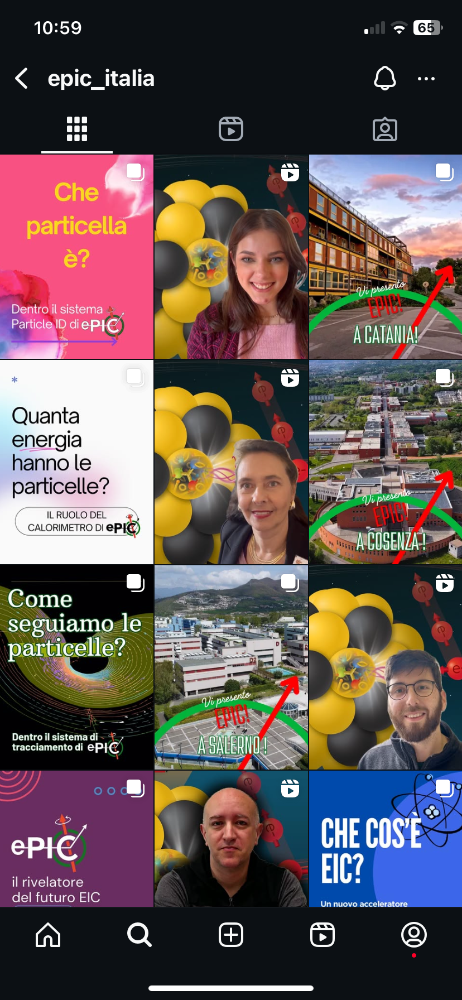 10:59
65
epic_italia
Che
particella
è?
Dentro il sistema
Particle ID di ePIC
e-
e-
Vi presento
EPIC!
A CATANIA!
*
Quanta
energia
hanno le
particelle?
IL RUOLO DEL
CALORIMETRO DI ePIC
e-
e-
e-
Vi presento
EPIC!
A COSENZA!
Come
seguiamo le
particelle?
Dentro il sistema di
tracciamento di ePIC
D
D2
Vi presento
EPIC!
A SALERNO!
e-
e-
e
ePIC
il rivelatore
del futuro EIC
e-
e-
CHE COS'È
EIC?
Un nuovo acceleratore